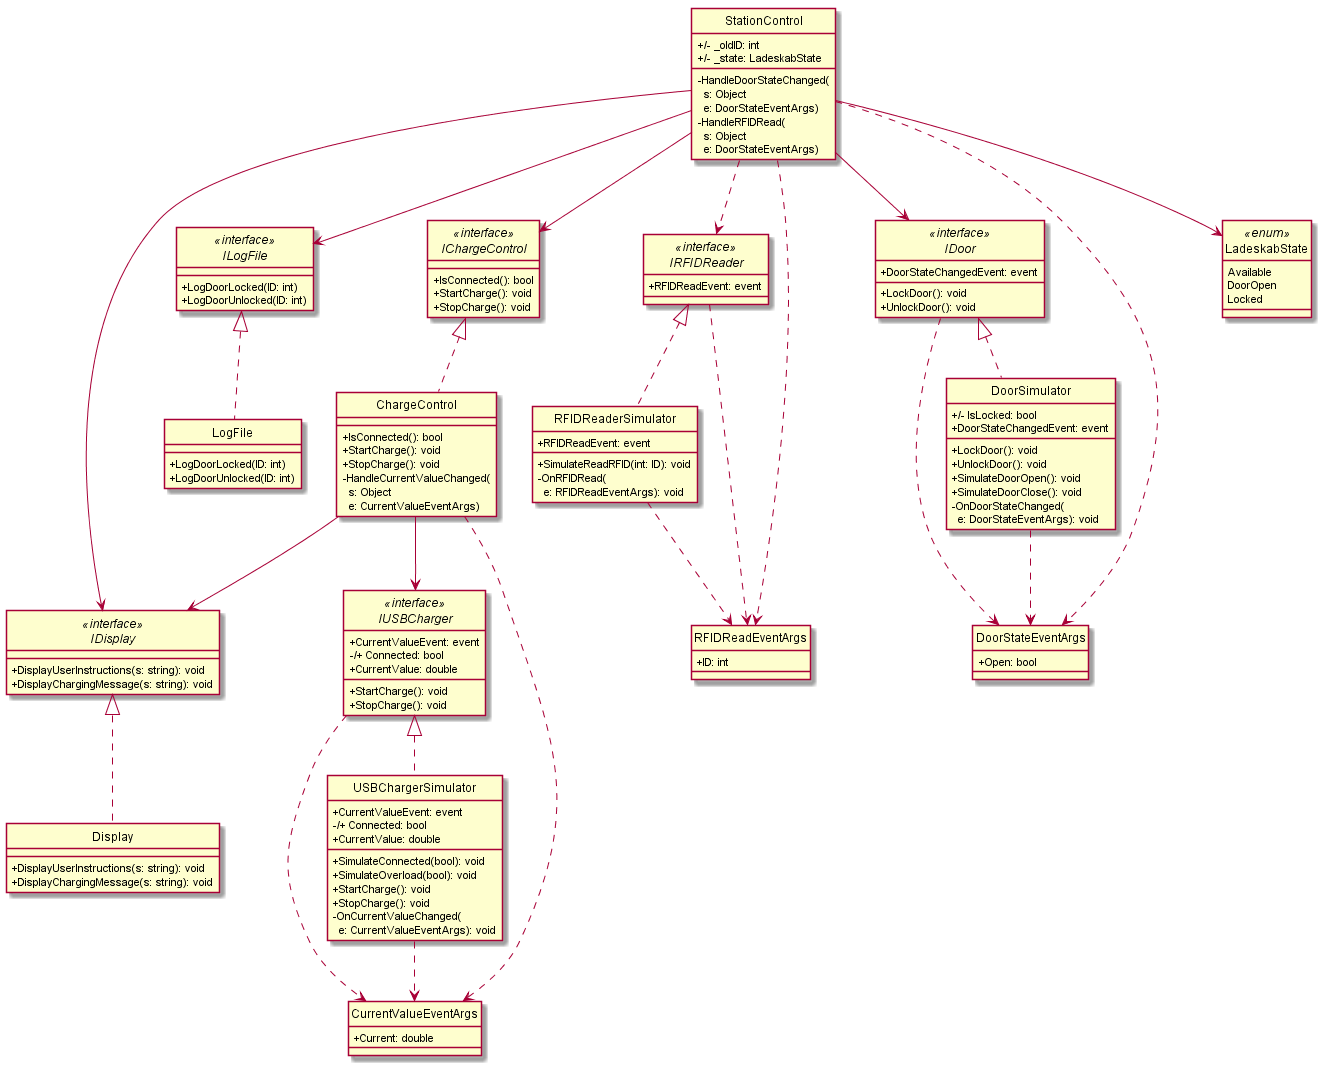 StationControl
+/- _oldID: int
+/- _state: LadeskabState
-HandleDoorStateChanged(
s: Object
e: DoorStateEventArgs)
-HandleRFIDRead(
s: Object
e: DoorStateEventArgs)
«interface»
ILogFile
+LogDoorLocked(ID: int)
+LogDoorUnlocked(ID: int)
«interface»
IChargeControl
+IsConnected(): bool
+StartCharge(): void
+StopCharge(): void
«interface»
IRFIDReader
+RFIDReadEvent: event
«interface»
IDoor
+DoorStateChangedEvent: event
+LockDoor(): void
+UnlockDoor(): void
«enum»
LadeskabState
Available
DoorOpen
Locked
LogFile
+LogDoorLocked(ID: int)
+LogDoorUnlocked(ID: int)
ChargeControl
+IsConnected(): bool
+StartCharge(): void
+StopCharge(): void
-HandleCurrentValueChanged(
s: Object
e: CurrentValueEventArgs)
RFIDReaderSimulator
+RFIDReadEvent: event
+SimulateReadRFID(int: ID): void
-OnRFIDRead(
e: RFIDReadEventArgs): void
DoorSimulator
+/- IsLocked: bool
+DoorStateChangedEvent: event
+LockDoor(): void
+UnlockDoor(): void
+SimulateDoorOpen(): void
+SimulateDoorClose(): void
-OnDoorStateChanged(
e: DoorStateEventArgs): void
«interface»
IDisplay
+DisplayUserInstructions(s: string): void
+DisplayChargingMessage(s: string): void
«interface»
IUSBCharger
+CurrentValueEvent: event
-/+ Connected: bool
+CurrentValue: double
+StartCharge(): void
+StopCharge(): void
RFIDReadEventArgs
+ID: int
DoorStateEventArgs
+Open: bool
Display
+DisplayUserInstructions(s: string): void
+DisplayChargingMessage(s: string): void
USBChargerSimulator
+CurrentValueEvent: event
-/+ Connected: bool
+CurrentValue: double
+SimulateConnected(bool): void
+SimulateOverload(bool): void
+StartCharge(): void
+StopCharge(): void
-OnCurrentValueChanged(
e: CurrentValueEventArgs): void
CurrentValueEventArgs
+Current: double